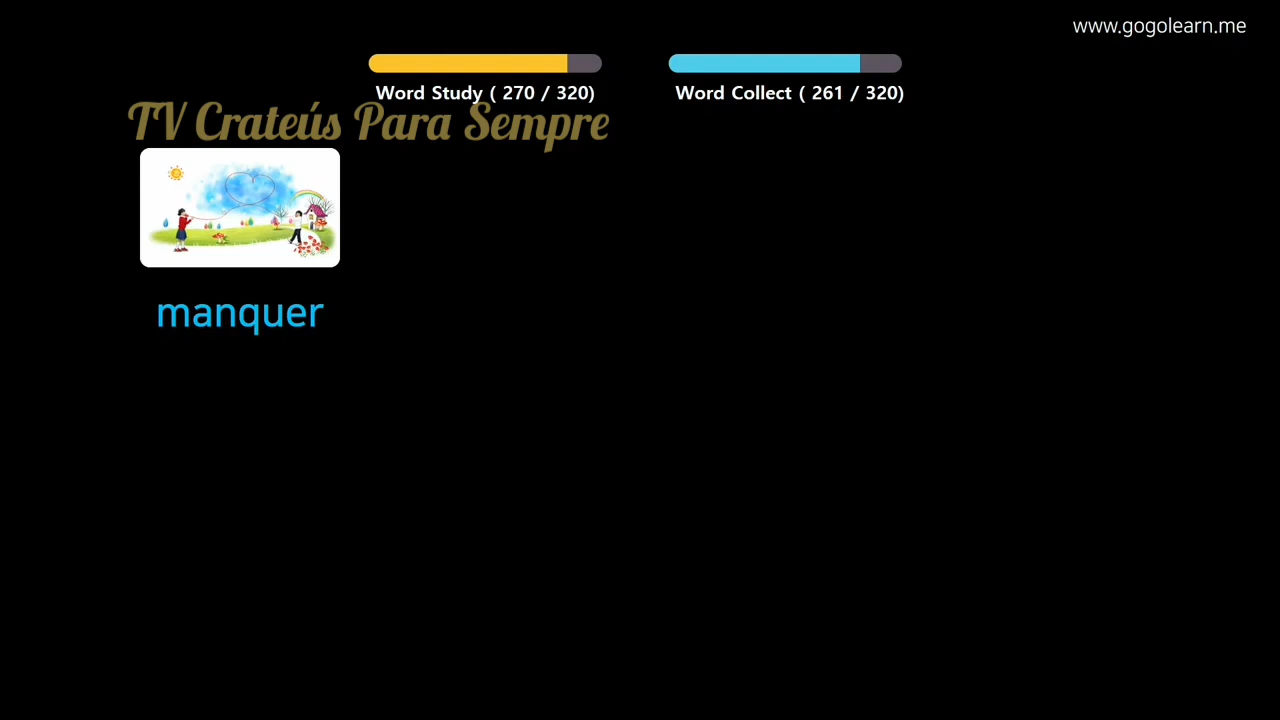 www.gogolearn.me
Word Study ( 270 / 320)
Word Collect ( 261 / 320)
TV Crateús Para Sempre
manquer